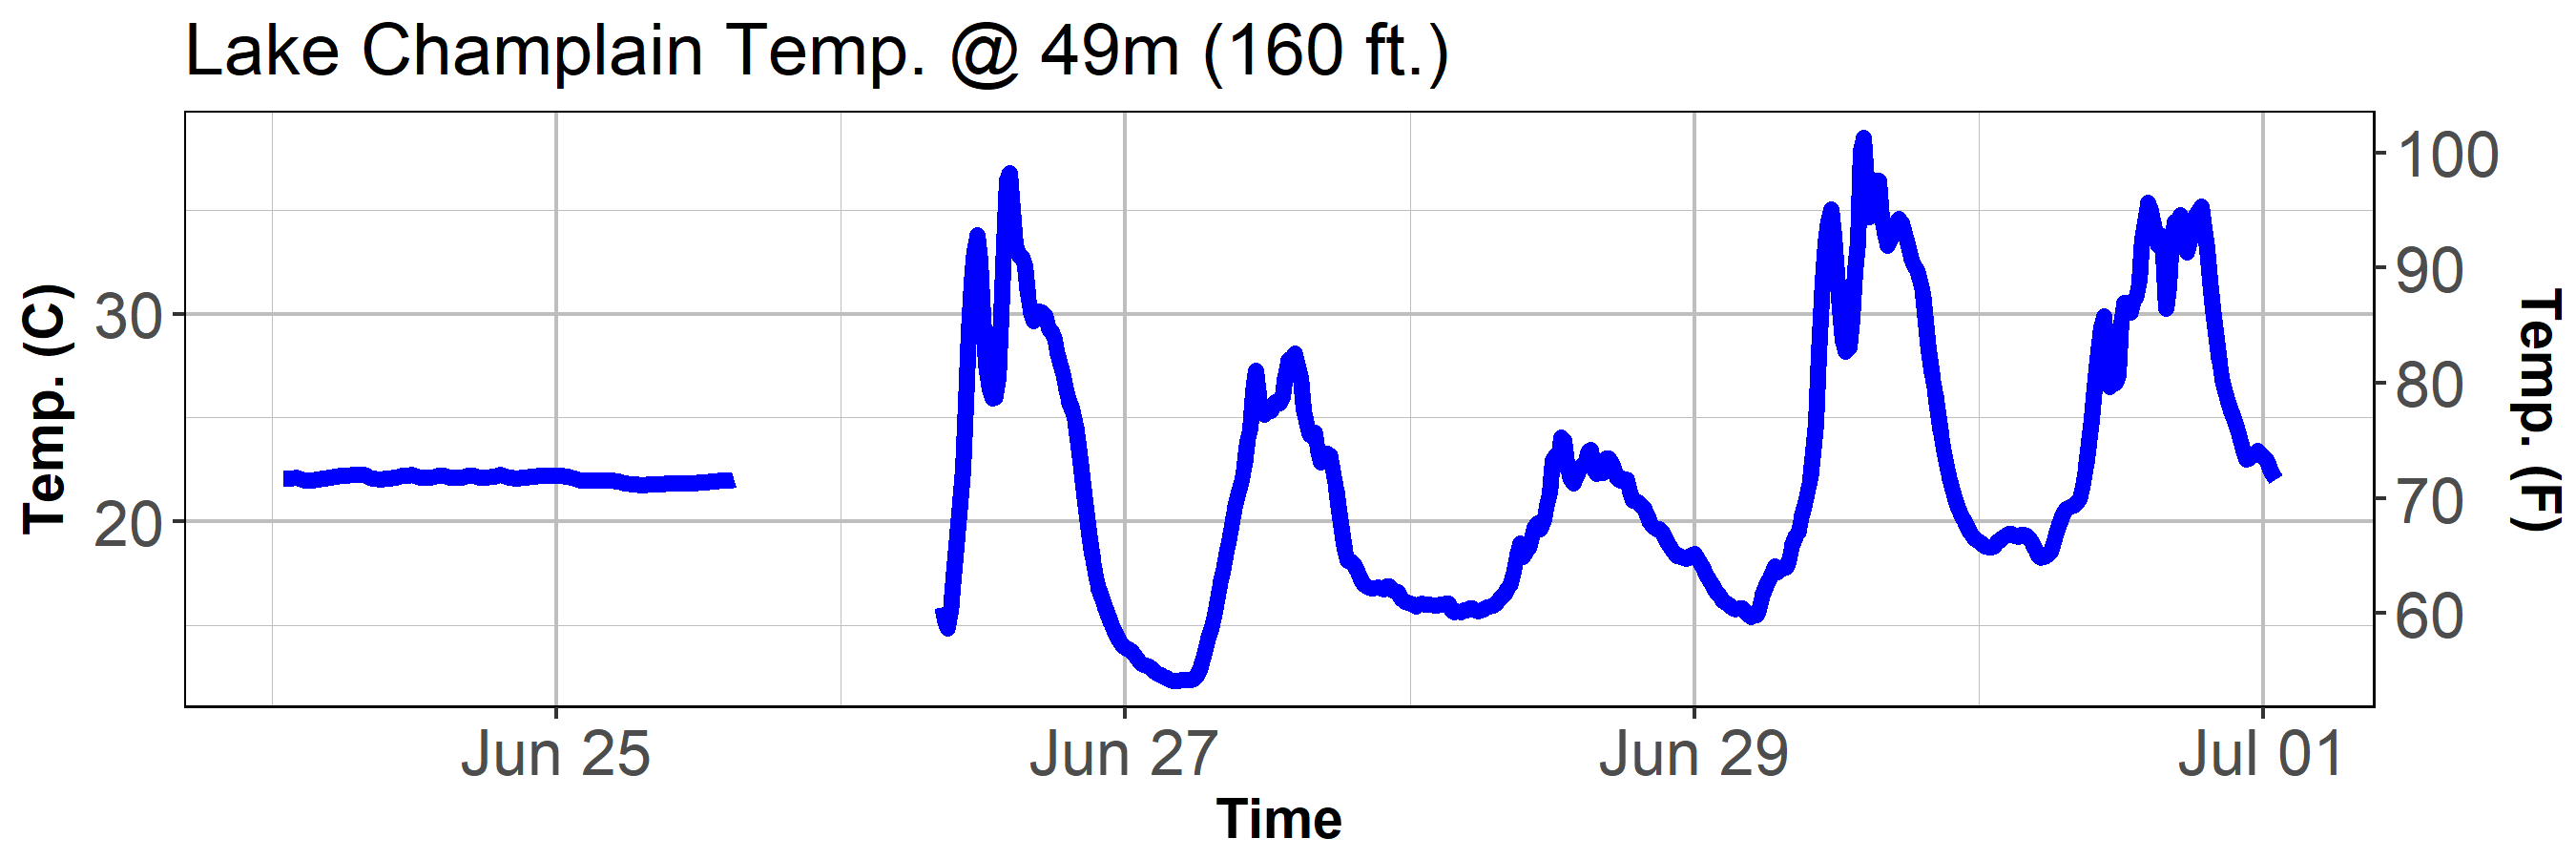 Lake Champlain Temp. @ 49m (160 ft.)
Temp. (C)
30
20
100
90
80
70
60
Temp. (F)
Jun 25
Jun 27
Jun 29
Jul 01
Time